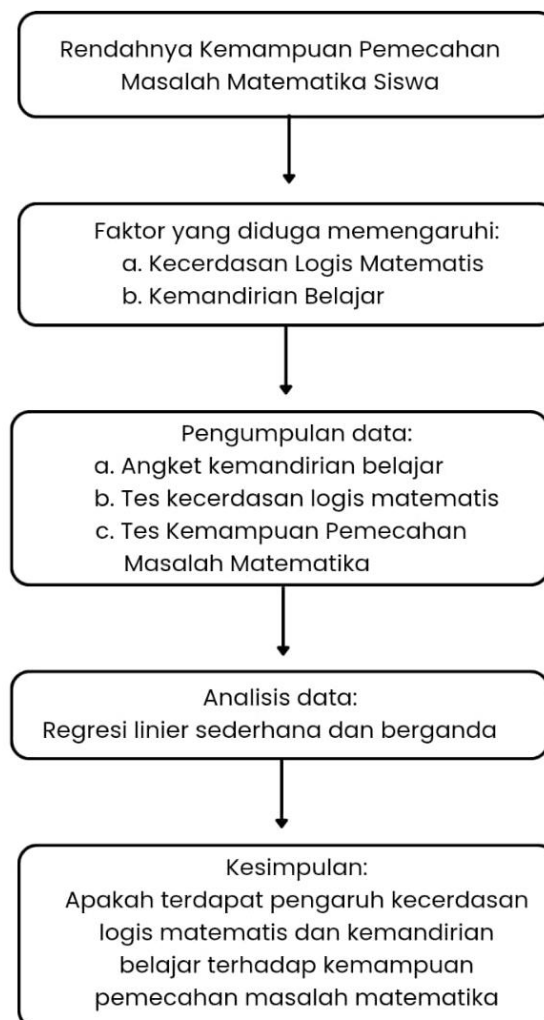 Rendahnya Kemampuan Pemecahan
Masalah Matematika Siswa
Faktor yang diduga memengaruhi:
a. Kecerdasan Logis Matematis
b. Kemandirian Belajar
Pengumpulan data:
a. Angket kemandirian belajar
b. Tes kecerdasan logis matematis
c. Tes Kemampuan Pemecahan
Masalah Matematika
Analisis data:
Regresi linier sederhana dan berganda
Kesimpulan:
Apakah terdapat pengaruh kecerdasan
logis matematis dan kemandirian
belajar terhadap kemampuan
pemecahan masalah matematika